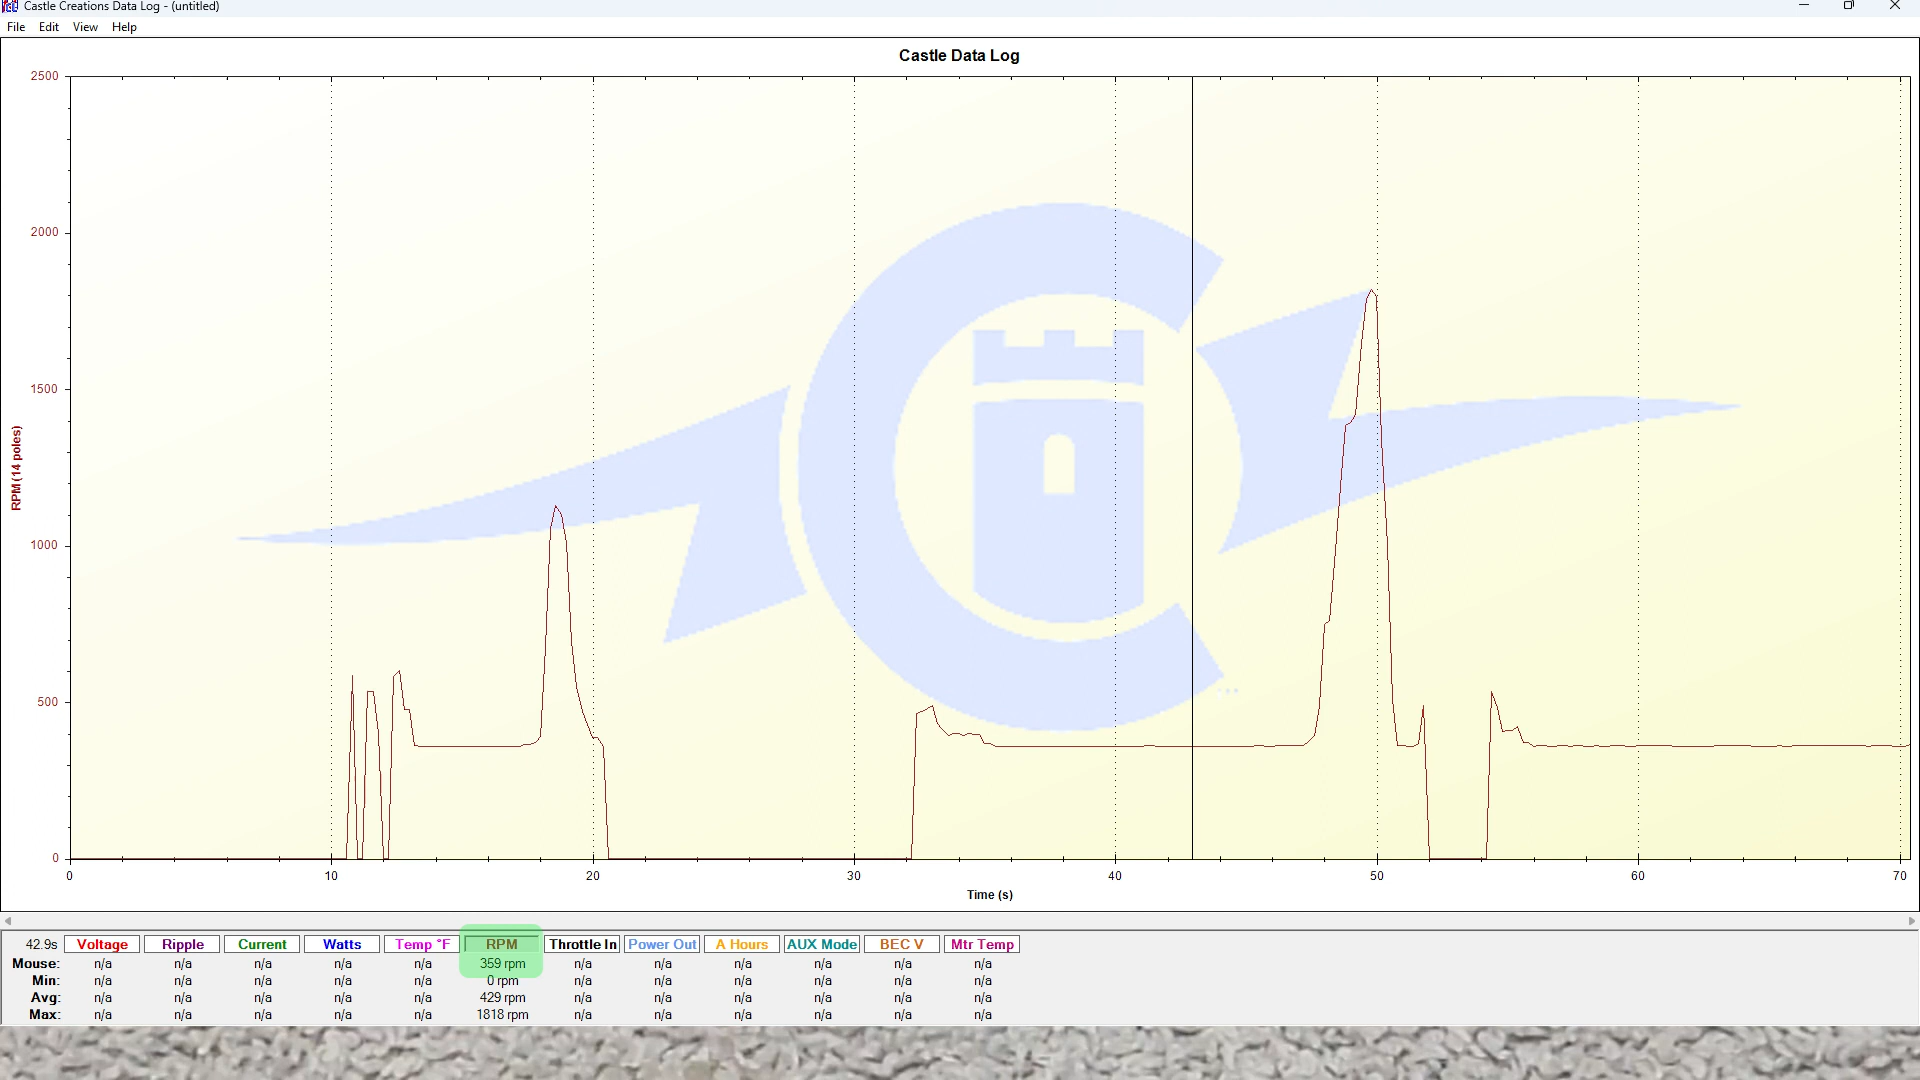 Castle Creations Data Log - (untitled)
File Edit View Help
Castle Data Log
2500
2000
1500
1000
500
0
RPM (14 poles)
0 10 20 30 40 50 60 70
Time (s)
42.9s Voltage Ripple Current Watts Temp °F RPM Throttle In Power Out A Hours AUX Mode BEC V Mtr Temp
Mouse: n/a n/a n/a n/a n/a 359 rpm n/a n/a n/a n/a n/a n/a
Min: n/a n/a n/a n/a n/a 0 rpm n/a n/a n/a n/a n/a n/a
Avg: n/a n/a n/a n/a n/a 429 rpm n/a n/a n/a n/a n/a n/a
Max: n/a n/a n/a n/a n/a 1818 rpm n/a n/a n/a n/a n/a n/a